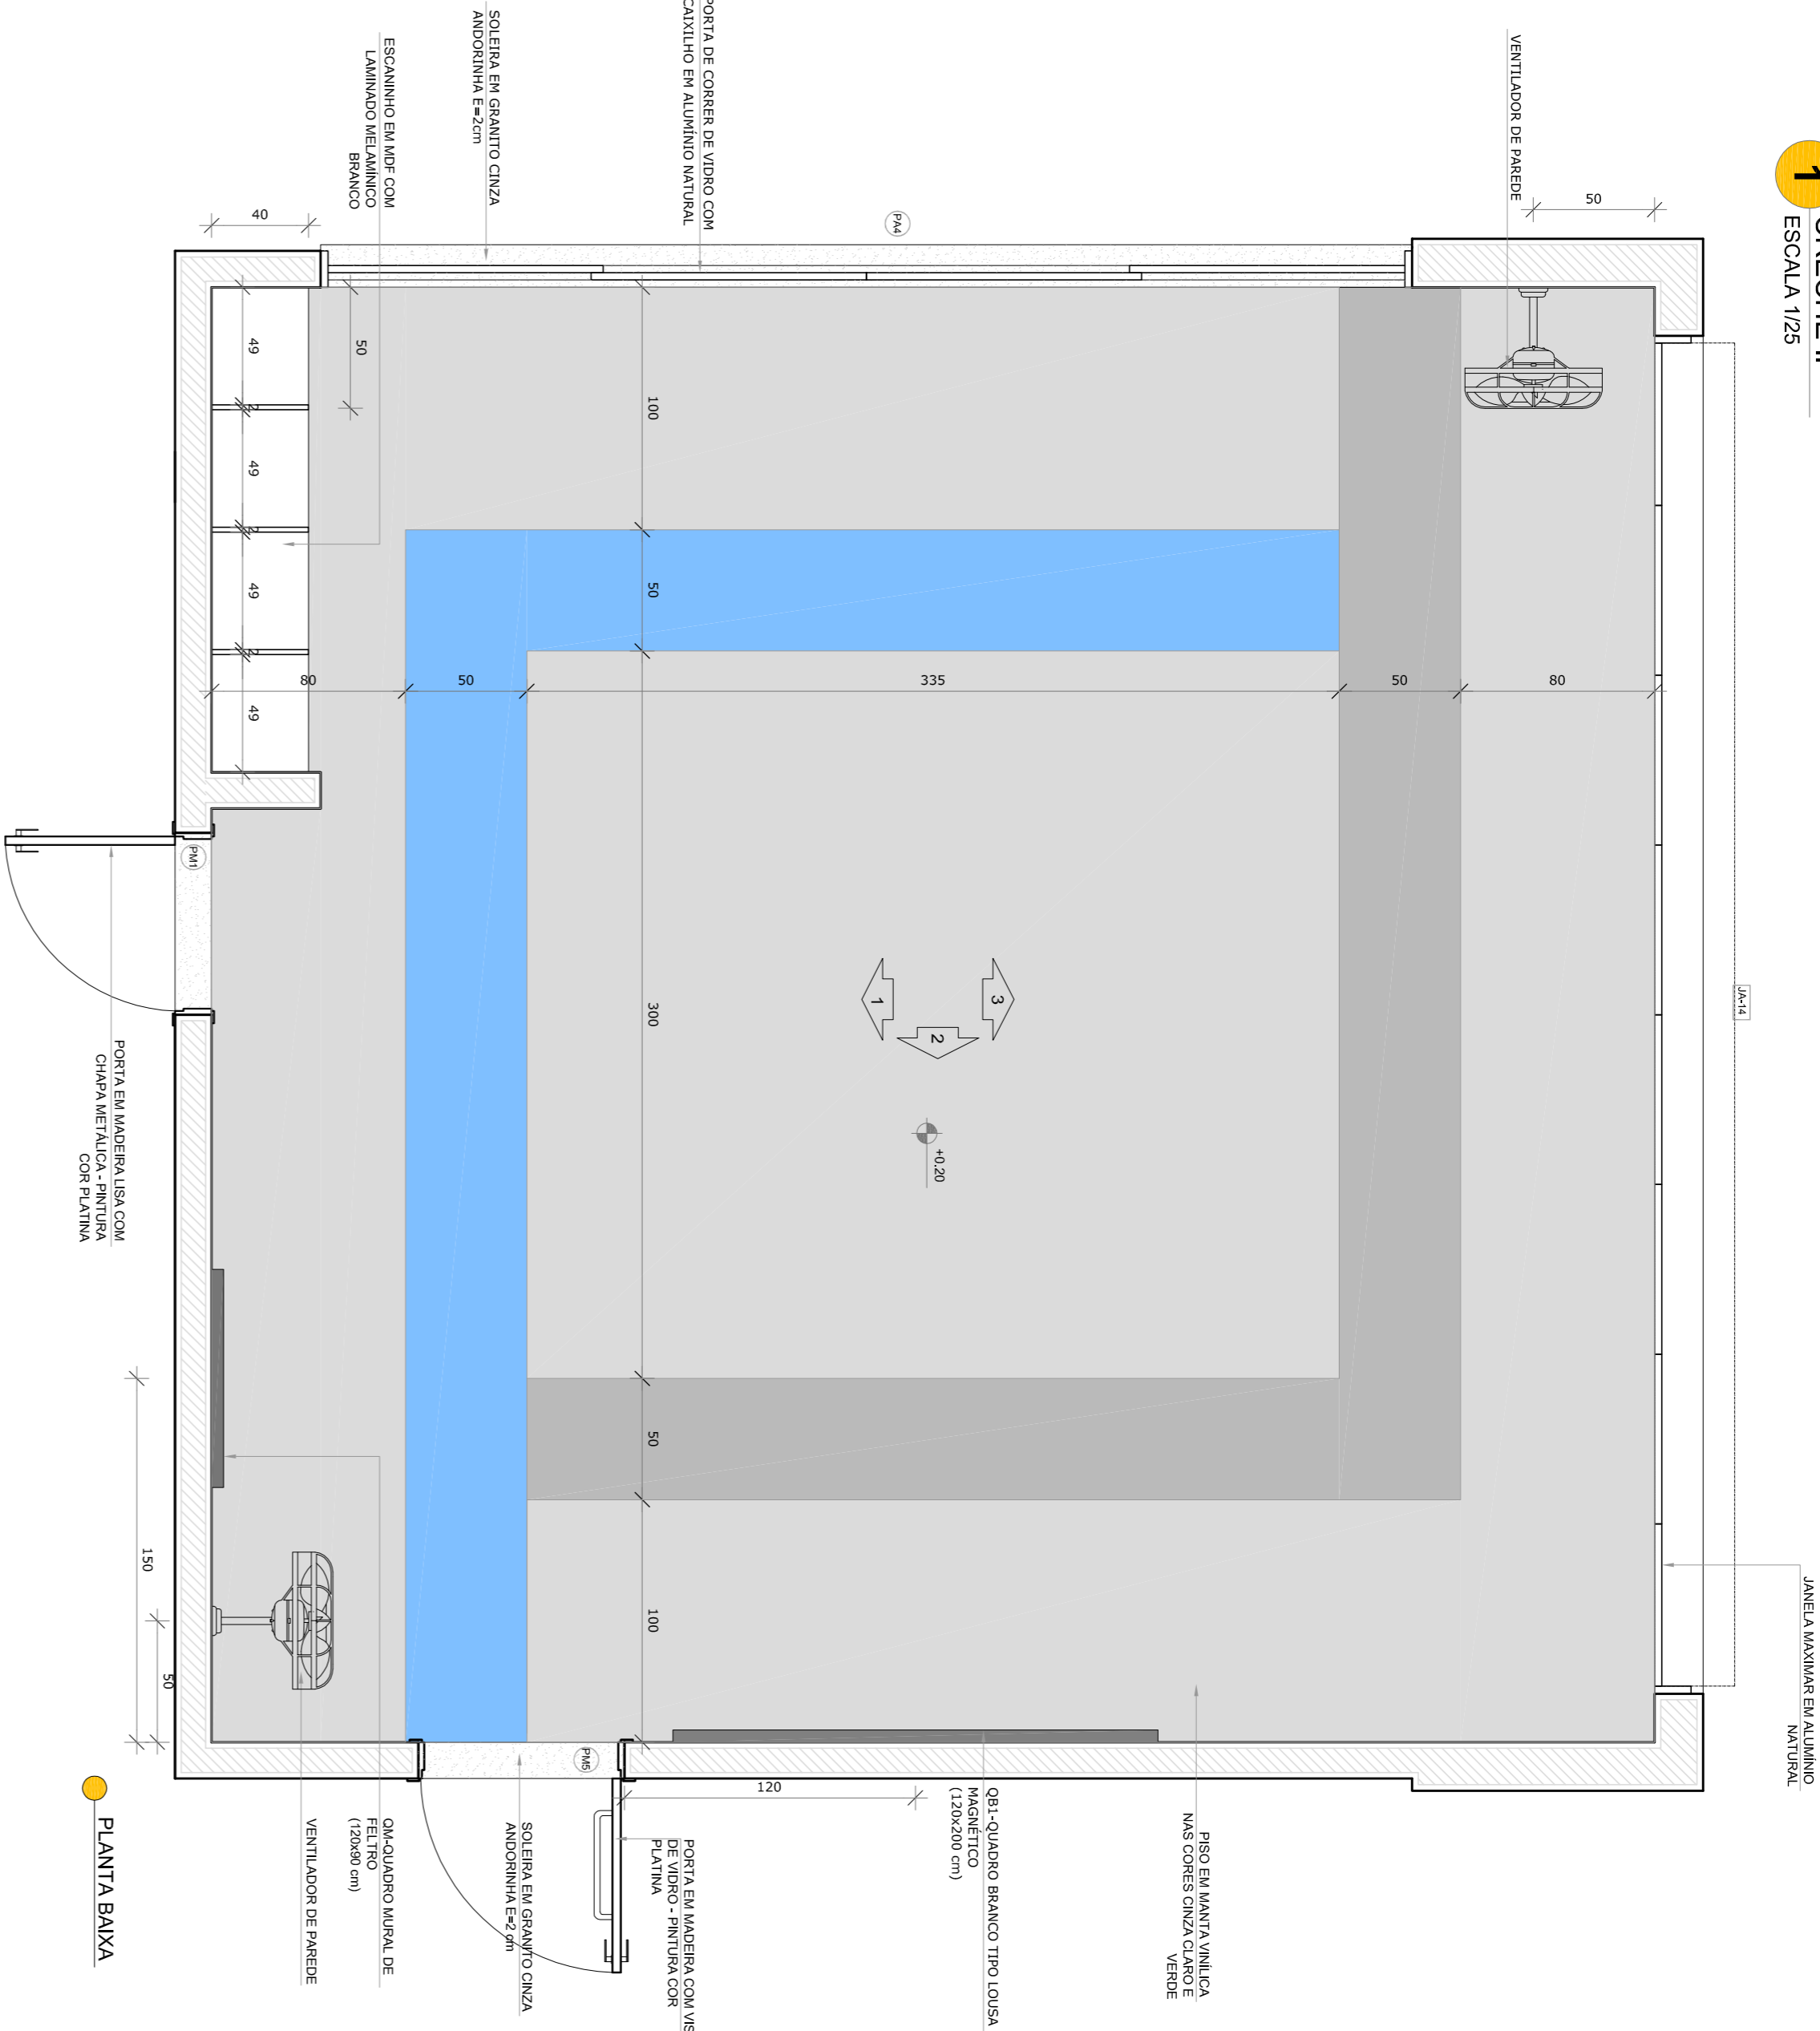 1
ESCALA 1/25
VENTILADOR DE PAREDE
50
PORTA DE CORRER DE VIDRO COM
CAIXILHO EM ALUMÍNIO NATURAL
SOLEIRA EM GRANITO CINZA
ANDORINHA E=2cm
ESCANINHO EM MDF COM
LAMINADO MELAMÍNICO
BRANCO
40
PA4
JA-14
JANELA MAXIMAR EM ALUMÍNIO
NATURAL
49
2
49
2
49
2
49
50
100
50
300
50
100
80
50
335
50
80
1
2
3
+0.20
PM1
PORTA EM MADEIRA LISA COM
CHAPA METÁLICA - PINTURA
COR PLATINA
150
50
PM5
120
PISO EM MANTA VINÍLICA
NAS CORES CINZA CLARO E
VERDE
QB1-QUADRO BRANCO TIPO LOUSA
MAGNÉTICO
(120x200 cm)
PORTA EM MADEIRA COM VIS
DE VIDRO - PINTURA COR
PLATINA
SOLEIRA EM GRANITO CINZA
ANDORINHA E=2 cm
QM-QUADRO MURAL DE
FELTRO
(120x90 cm)
VENTILADOR DE PAREDE
PLANTA BAIXA